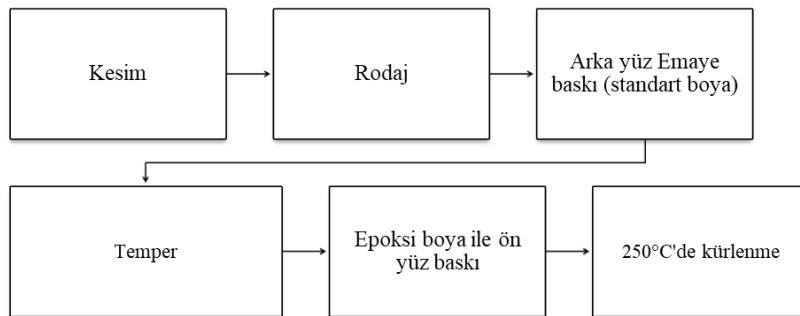 Kesim
Rodaj
Arka yüz Emaye
baskı (standart boya)
Temper
Epoksi boya ile ön
yüz baskı
250°C'de kürlenme